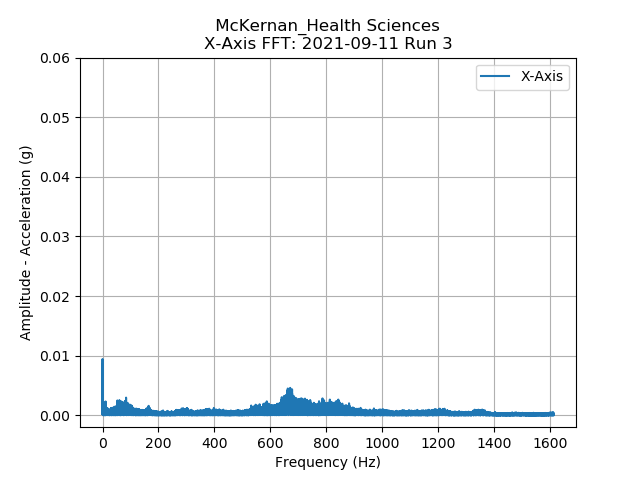 McKernan_Health Sciences
X-Axis FFT: 2021-09-11 Run 3
X-Axis
0.06
0.05
0.04
0.03
0.02
0.01
0.00
Amplitude - Acceleration (g)
0 200 400 600 800 1000 1200 1400 1600
Frequency (Hz)